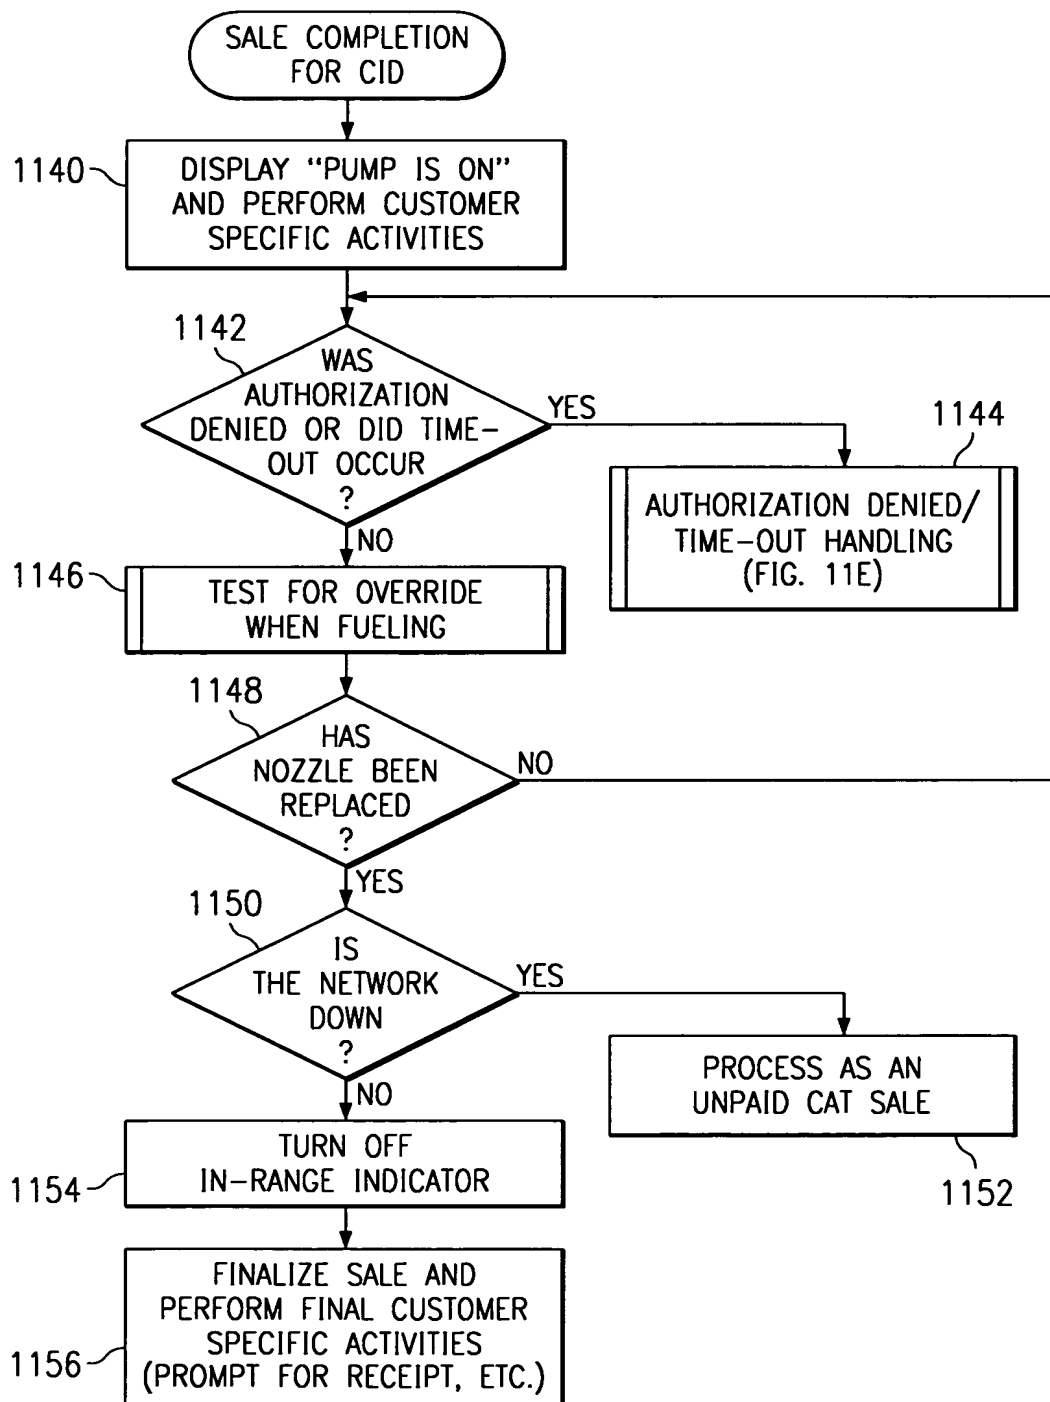 SALE COMPLETION
FOR CID
1140
DISPLAY “PUMP IS ON”
AND PERFORM CUSTOMER
SPECIFIC ACTIVITIES
1142
WAS
AUTHORIZATION
DENIED OR DID TIME-
OUT OCCUR
?
YES
1144
AUTHORIZATION DENIED/
TIME-OUT HANDLING
(FIG. 11E)
NO
1146
TEST FOR OVERRIDE
WHEN FUELING
1148
HAS
NOZZLE BEEN
REPLACED
?
NO
YES
1150
IS
THE NETWORK
DOWN
?
YES
PROCESS AS AN
UNPAID CAT SALE
1152
NO
TURN OFF
IN-RANGE INDICATOR
1154
FINALIZE SALE AND
PERFORM FINAL CUSTOMER
SPECIFIC ACTIVITIES
(PROMPT FOR RECEIPT, ETC.)
1156